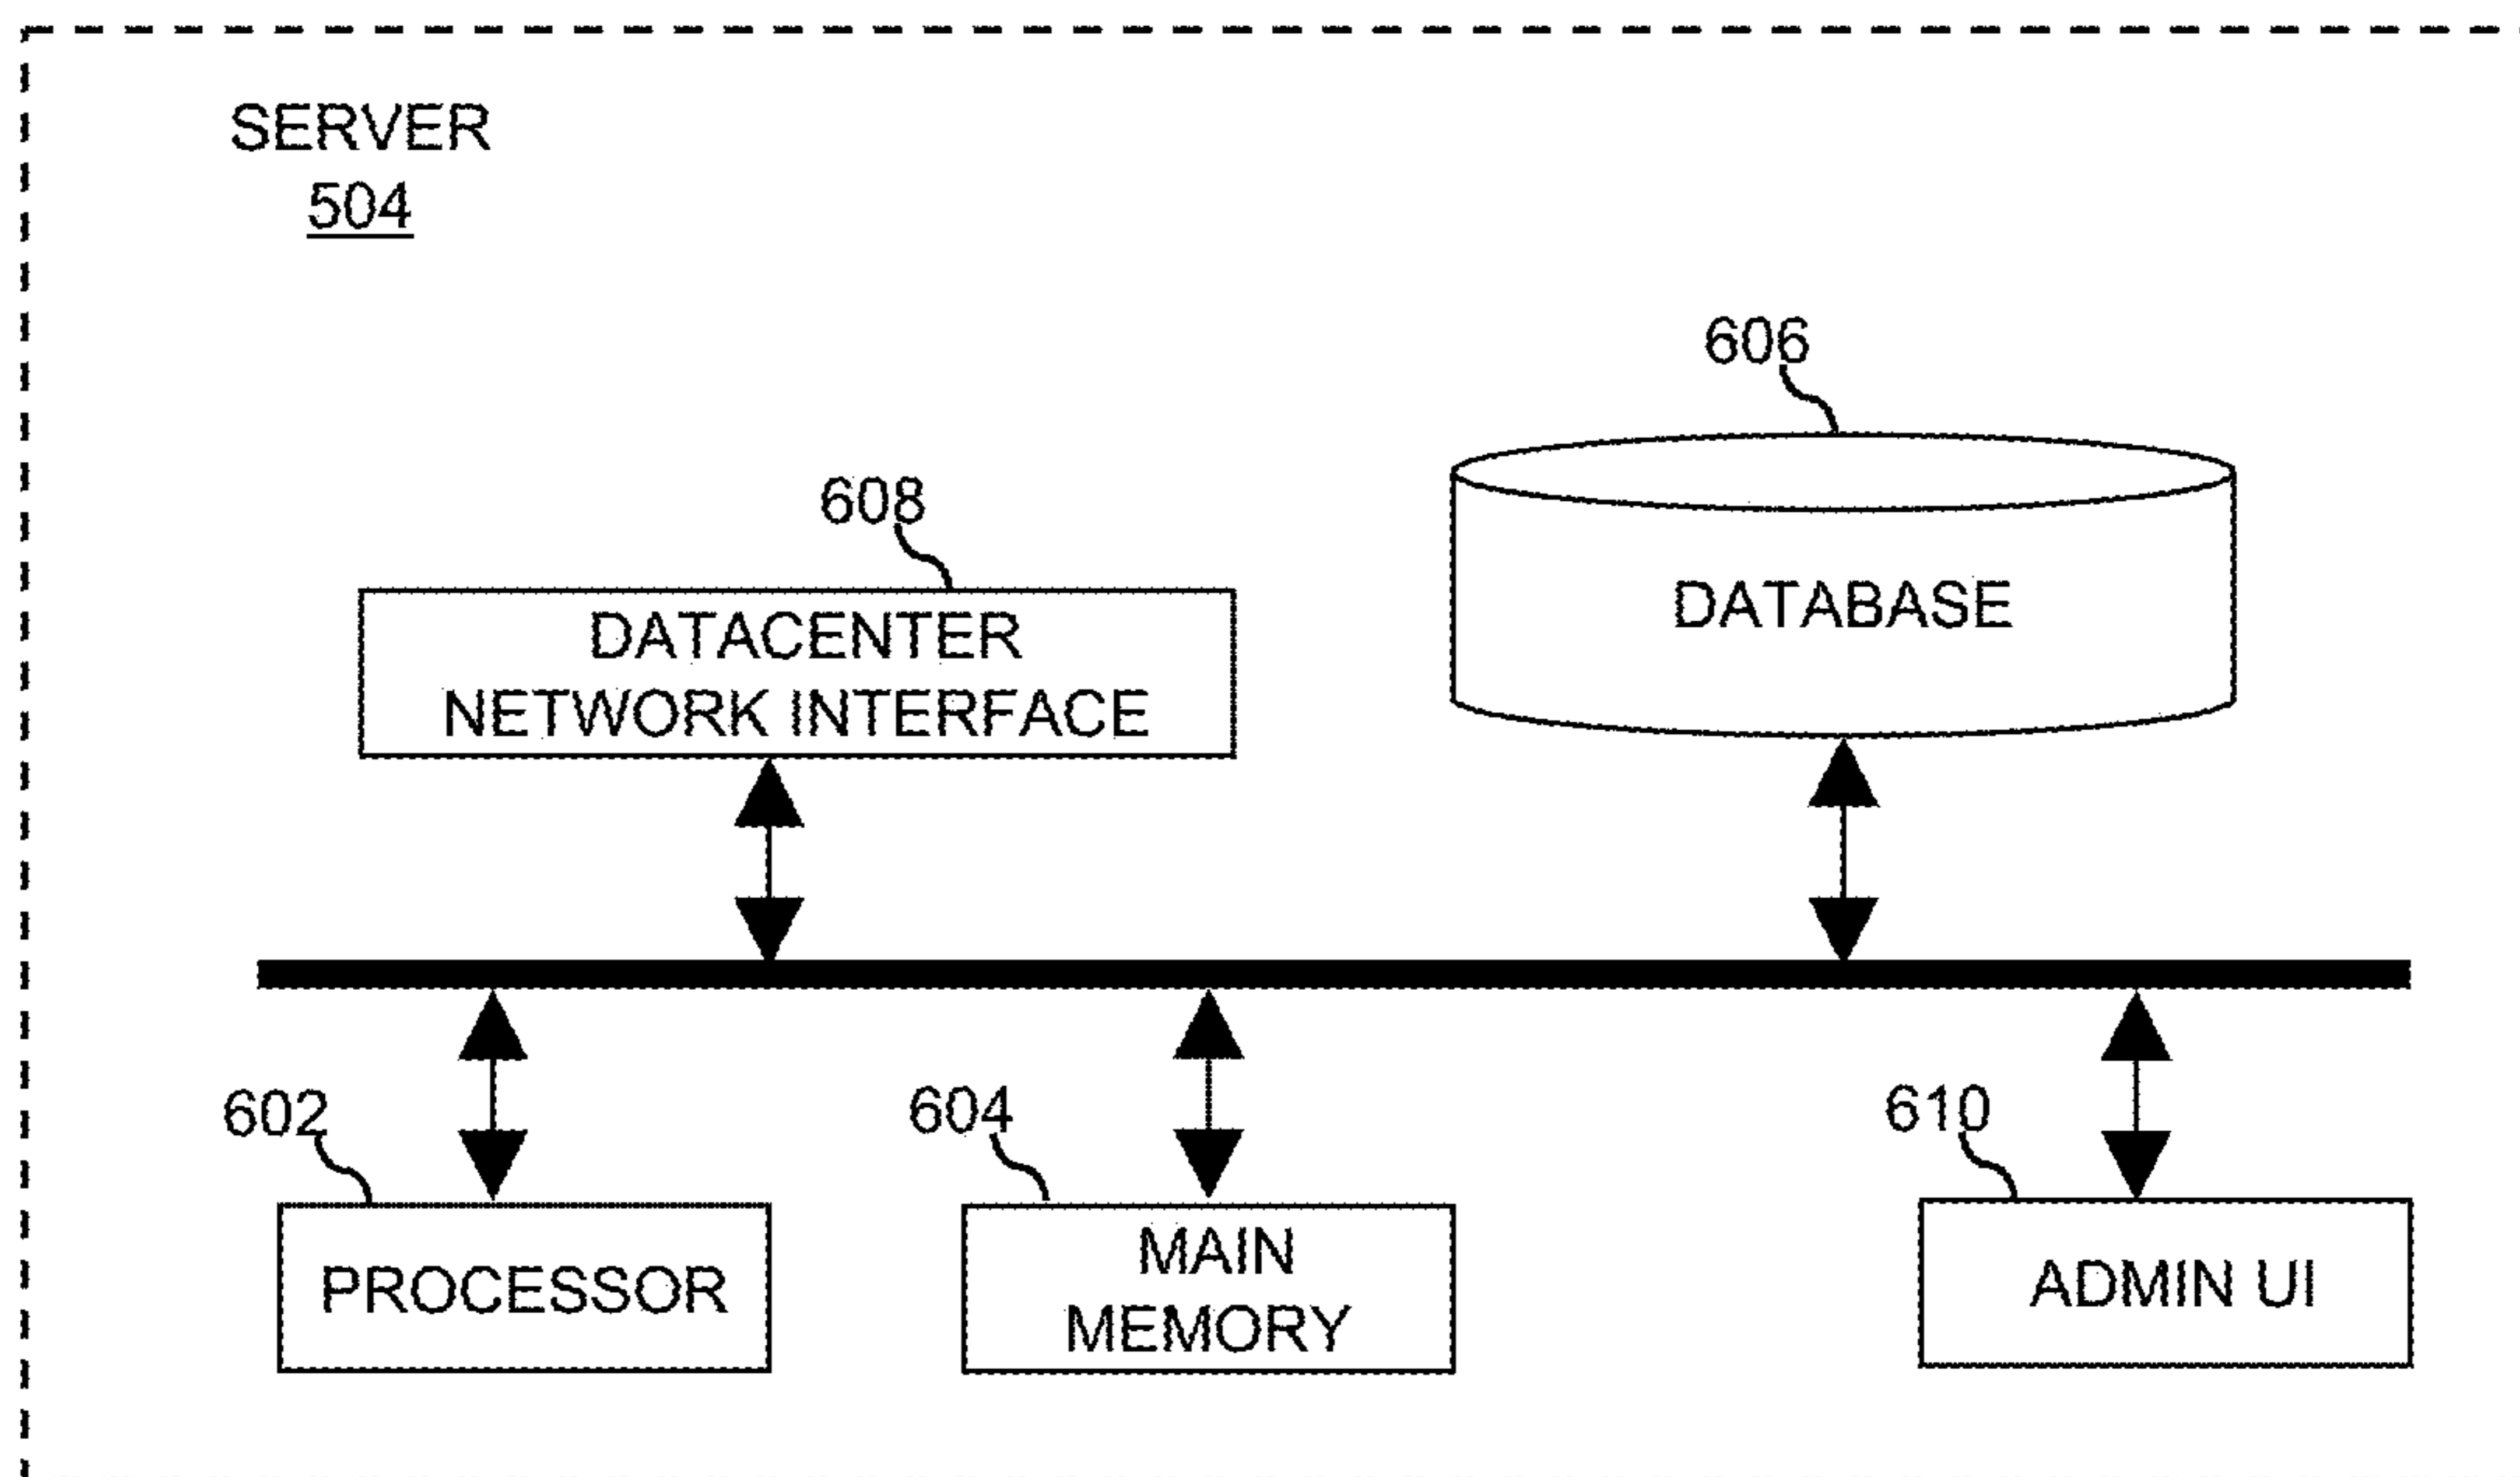 SERVER
504
606
608
DATABASE
DATACENTER
NETWORK INTERFACE
602
604
610
PROCESSOR
MAIN
MEMORY
ADMIN UI